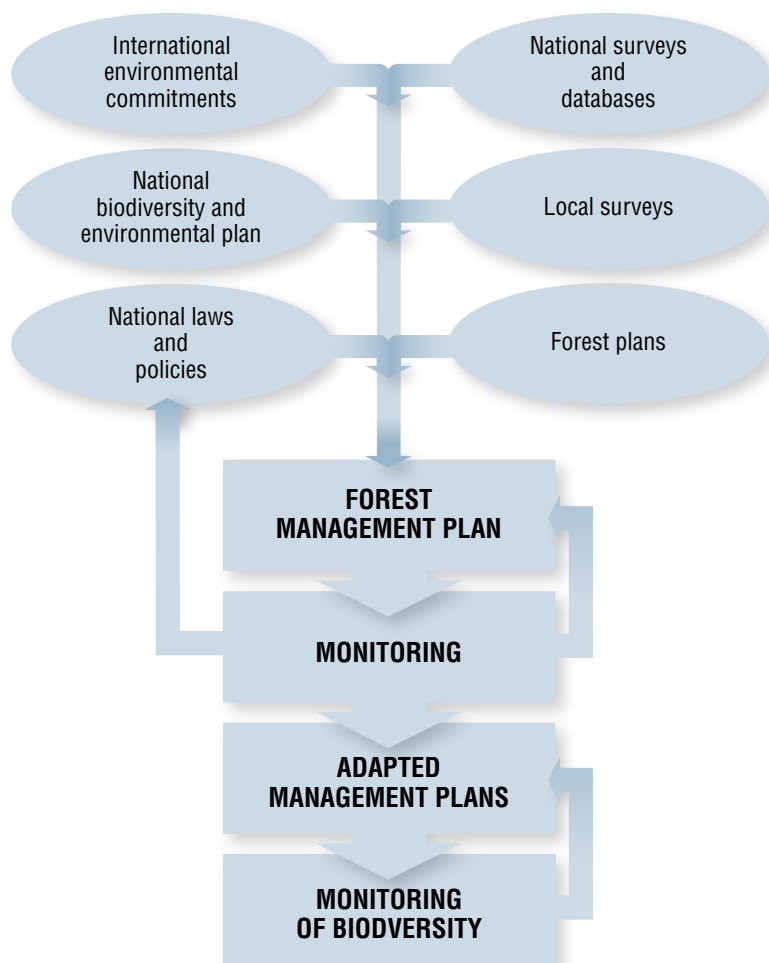 International
environmental
commitments
National surveys
and
databases
National
biodiversity and
environmental plan
Local surveys
National laws
and
policies
Forest plans
FOREST
MANAGEMENT PLAN
MONITORING
ADAPTED
MANAGEMENT PLANS
MONITORING
OF BIODVERSITY